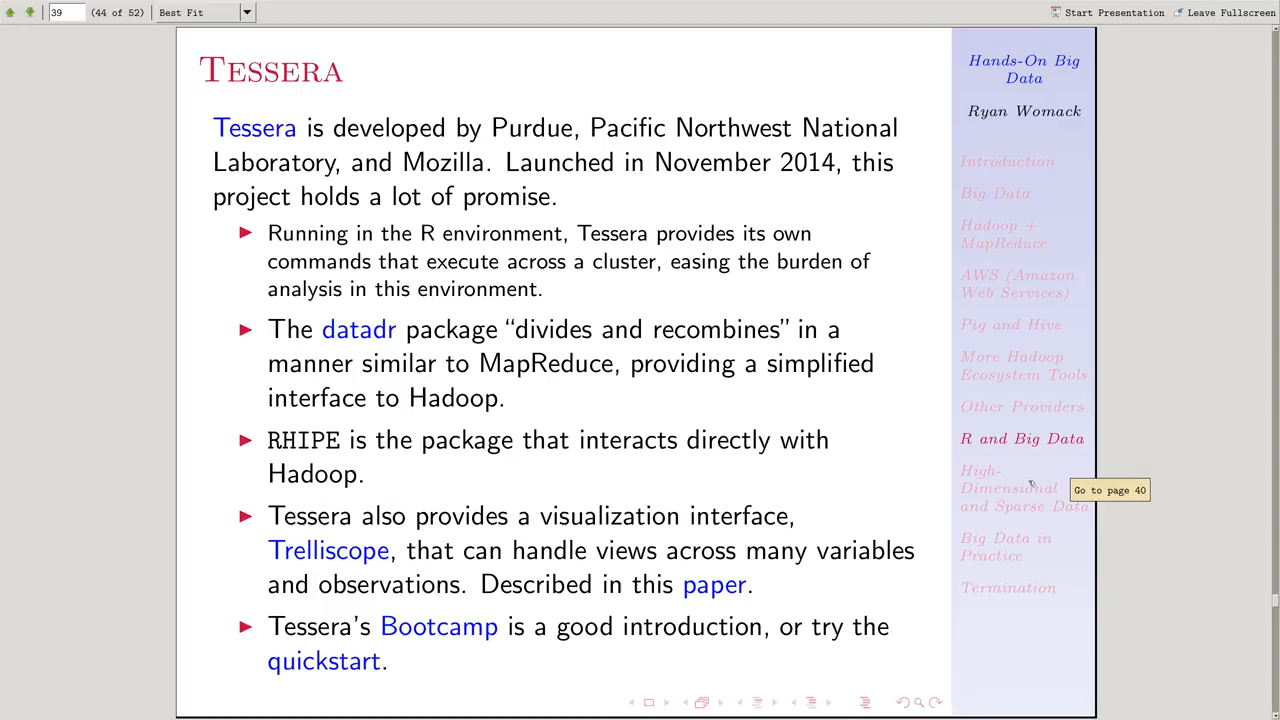 39 (44 of 52) Best Fit Start Presentation Leave Fullscreen
TESSERA
Tessera is developed by Purdue, Pacific Northwest National
Laboratory, and Mozilla. Launched in November 2014, this
project holds a lot of promise.
Running in the R environment, Tessera provides its own
commands that execute across a cluster, easing the burden of
analysis in this environment.
The datadr package “divides and recombines” in a
manner similar to MapReduce, providing a simplified
interface to Hadoop.
RHIPE is the package that interacts directly with
Hadoop.
Tessera also provides a visualization interface,
Trelliscope, that can handle views across many variables
and observations. Described in this paper.
Tessera’s Bootcamp is a good introduction, or try the
quickstart.
Hands-On Big
Data
Ryan Womack
Introduction
Big Data
Hadoop +
MapReduce
AWS (Amazon
Web Services)
Pig and Hive
More Hadoop
Ecosystem Tools
Other Providers
R and Big Data
High-
Dimensional
and Sparse Data
Go to page 40
Big Data in
Practice
Termination